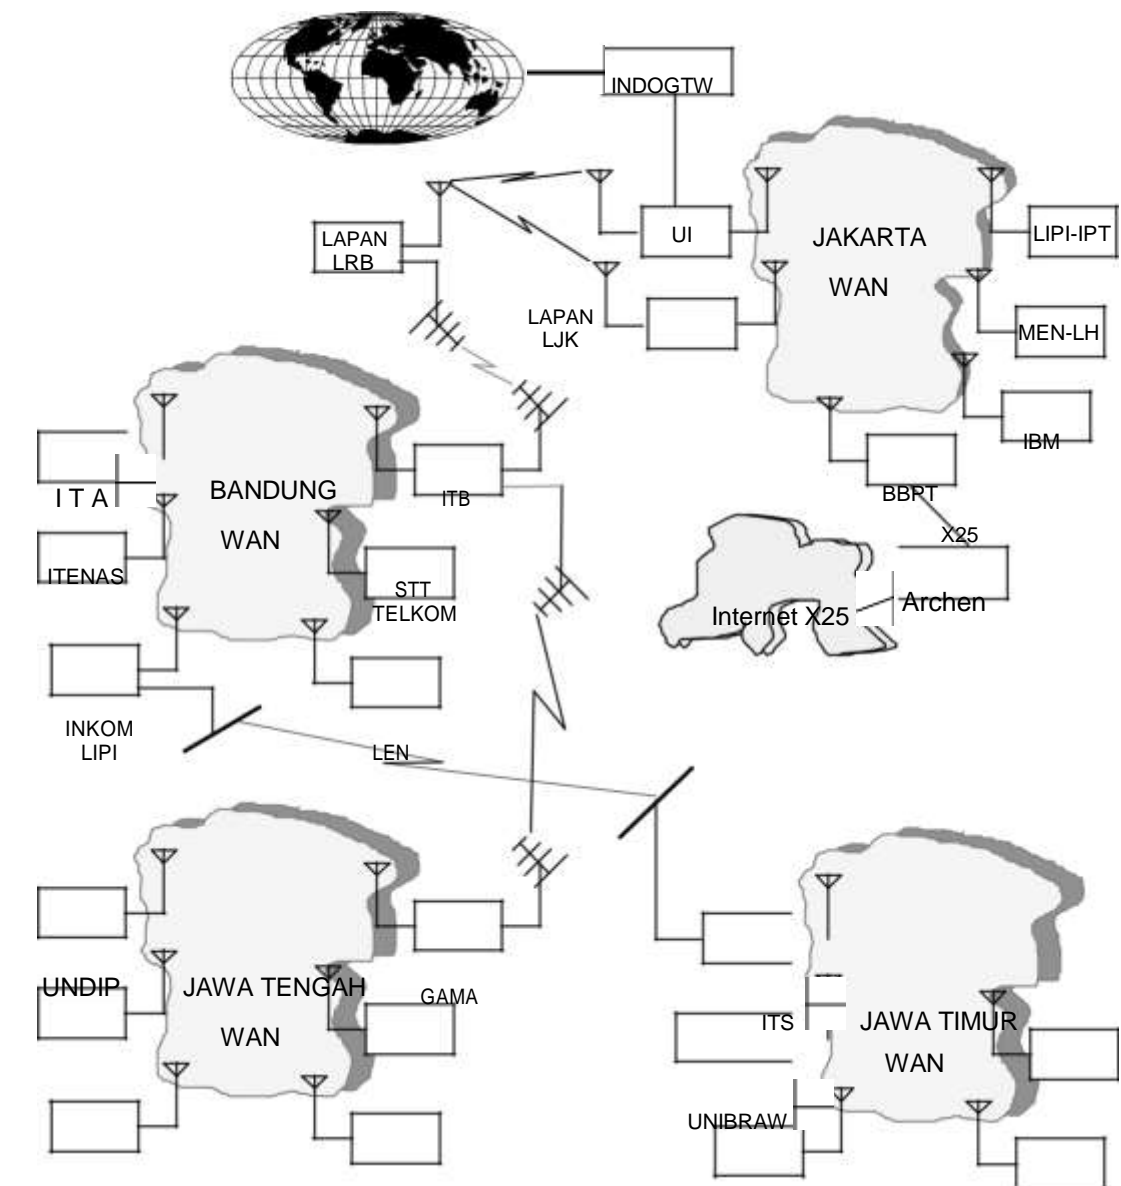 INDOGTW
LAPAN
LRB
UI
JAKARTA
WAN
LIPI-IPT
LAPAN
LJK
MEN-LH
IBM
BBPT
X25
Internet X25
Archen
I T A
BANDUNG
WAN
ITB
ITENAS
STT
TELKOM
INKOM
LIPI
LEN
UNDIP
JAWA TENGAH
WAN
GAMA
ITS
JAWA TIMUR
WAN
UNIBRAW